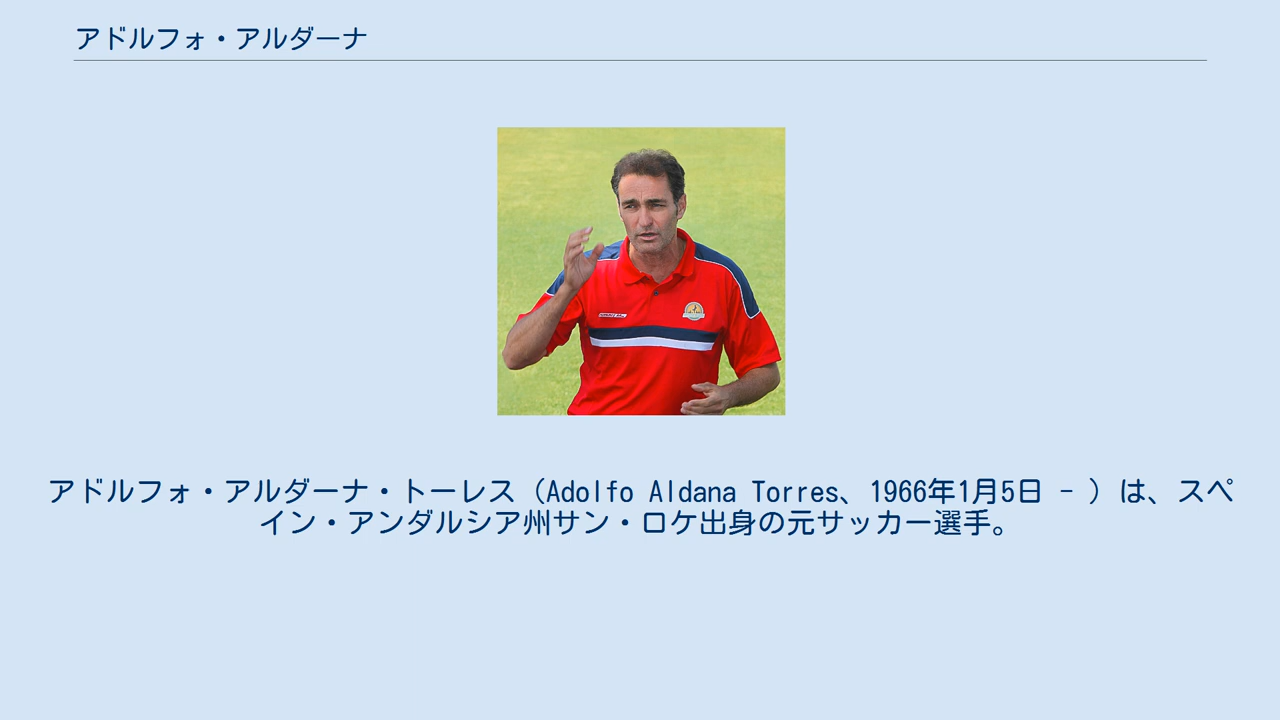 アドルフォ・アルダーナ
アドルフォ・アルダーナ・トーレス（Adolfo Aldana Torres、1966年1月5日 - ）は、スペ
イン・アンダルシア州サン・ロケ出身の元サッカー選手。